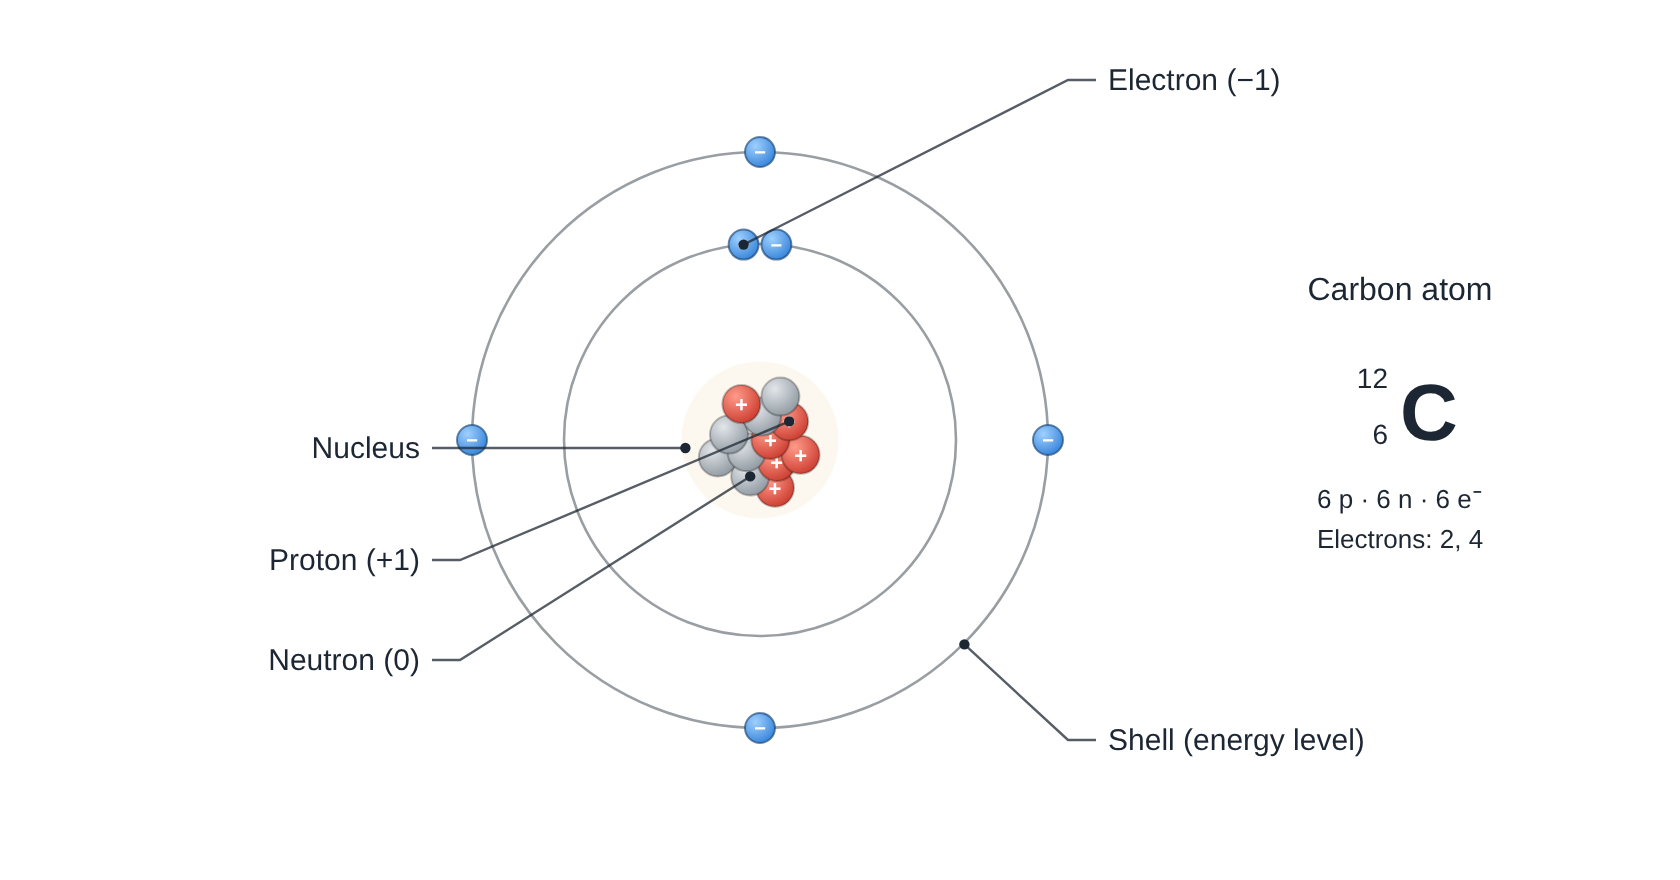 Electron (−1)
Carbon atom
12
6
C
6 p · 6 n · 6 e⁻
Electrons: 2, 4
Nucleus
Proton (+1)
Neutron (0)
Shell (energy level)
−
−
−
−
−
+
+
+
+
+